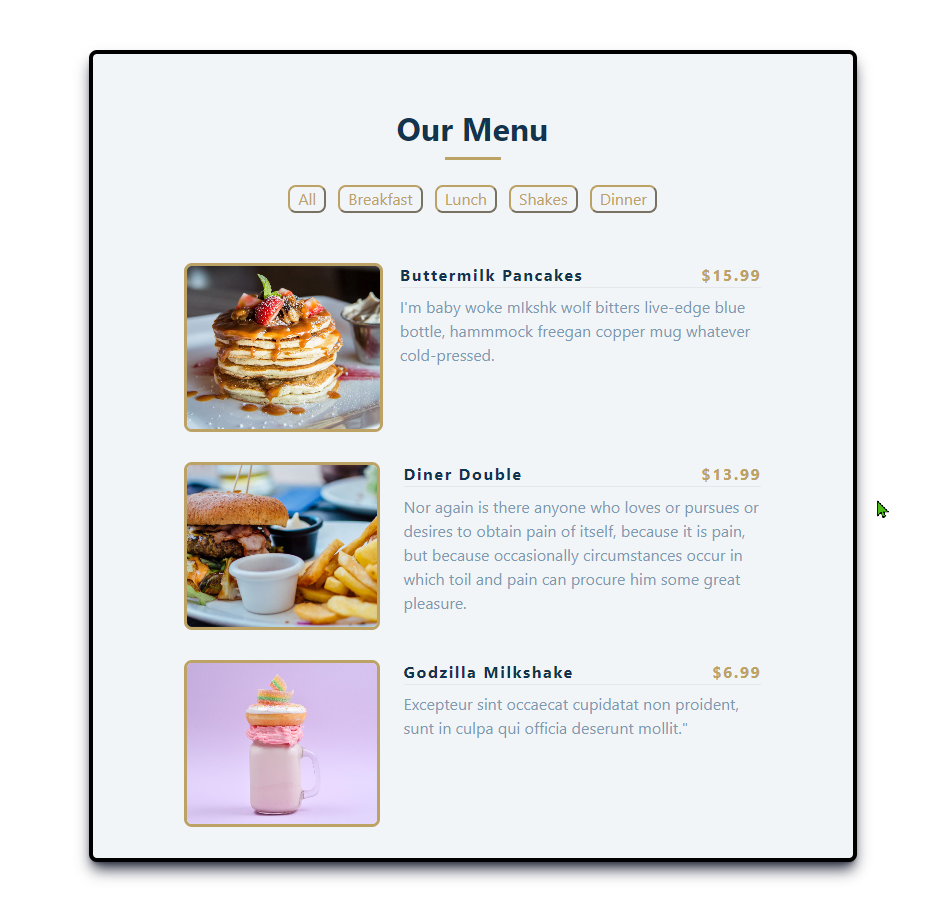 Our Menu
All Breakfast Lunch Shakes Dinner
Buttermilk Pancakes $15.99
I'm baby woke mlkshk wolf bitters live-edge blue
bottle, hammmock freegan copper mug whatever
cold-pressed.
Diner Double $13.99
Nor again is there anyone who loves or pursues or
desires to obtain pain of itself, because it is pain,
but because occasionally circumstances occur in
which toil and pain can procure him some great
pleasure.
Godzilla Milkshake $6.99
Excepteur sint occaecat cupidatat non proident,
sunt in culpa qui officia deserunt mollit."